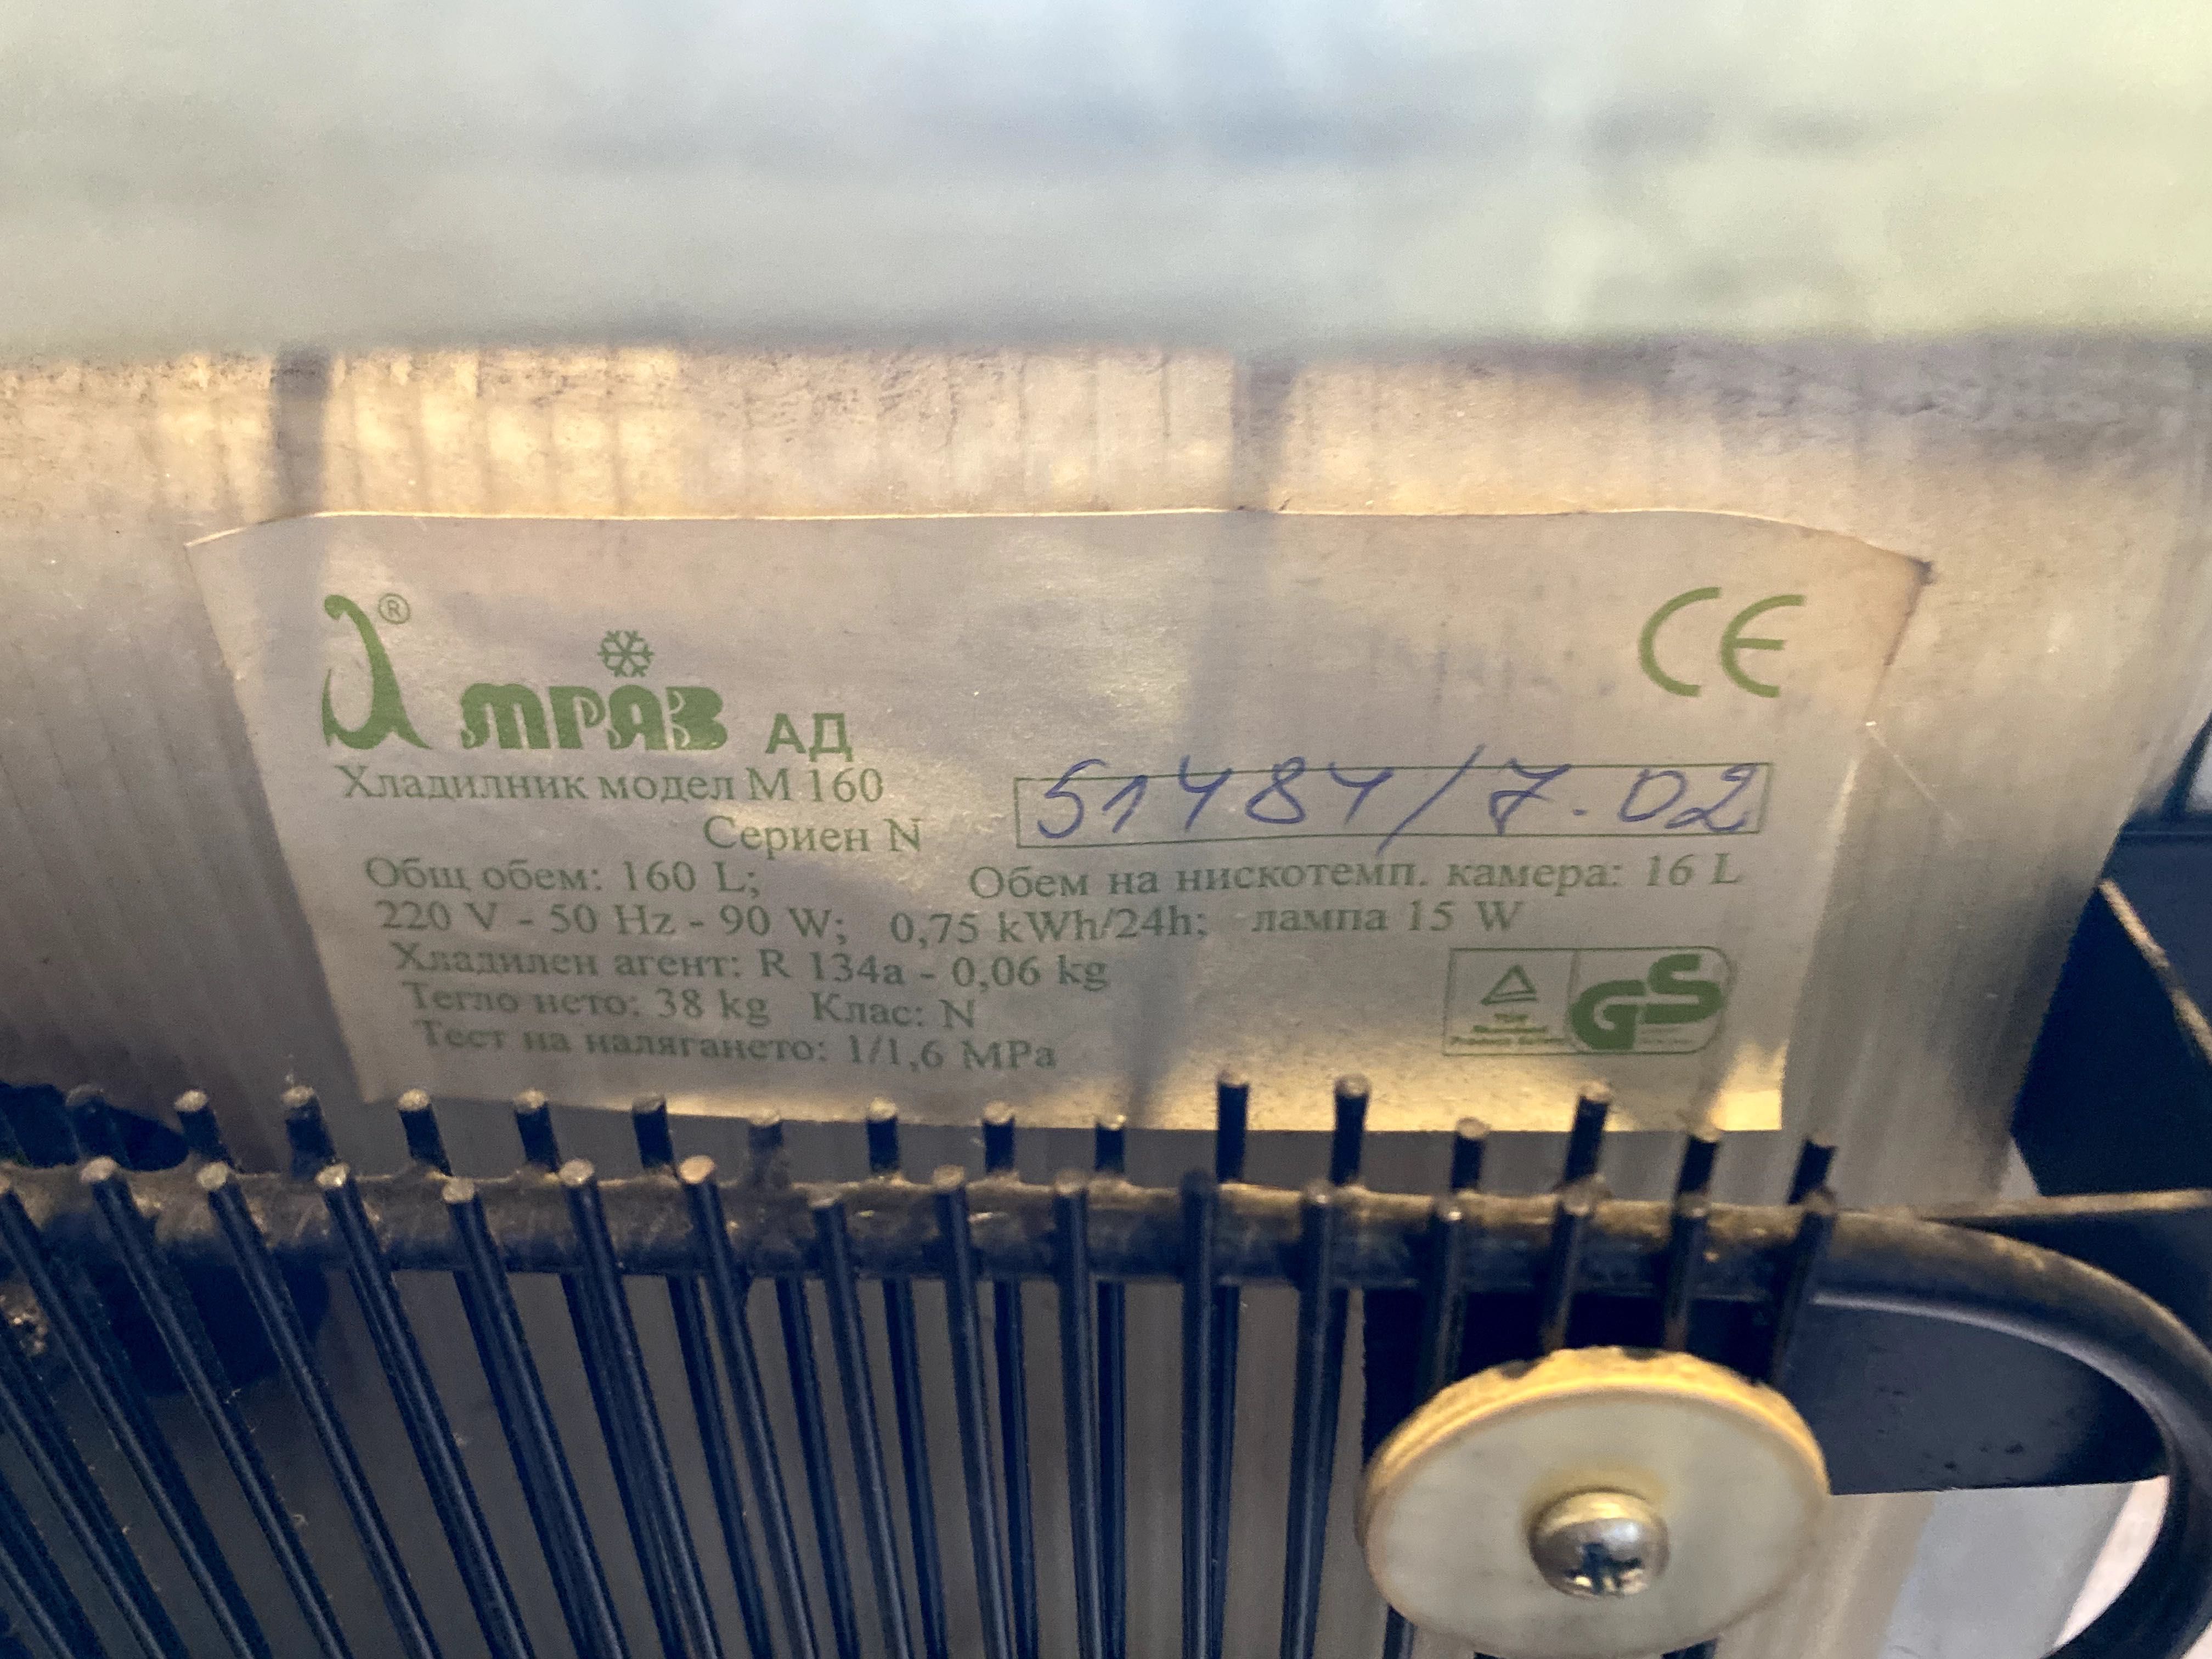 ®
МРАЗ АД
CE
Хладилник модел М 160
Сериен N 51484/7.02
Общ обем: 160 L; Обем на нискотемп. камера: 16 L
220 V - 50 Hz - 90 W; 0,75 kWh/24h; лампа 15 W
Хладилен агент: R 134a - 0,06 kg
Тегло нето: 38 kg Клас: N
Тест на налягането: 1/1,6 MPa
GS